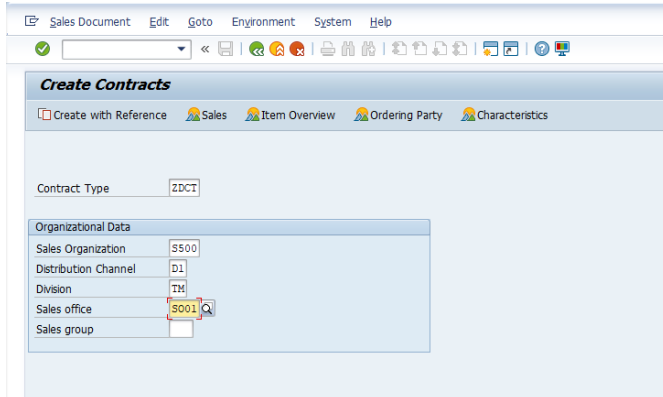 Sales Document Edit Goto Environment System Help
Create Contracts
Create with Reference Sales Item Overview Ordering Party Characteristics
Contract Type ZDCT
Organizational Data
Sales Organization S500
Distribution Channel D1
Division TM
Sales office SO01
Sales group